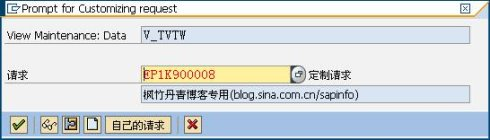 Prompt for Customizing request
View Maintenance: Data V_TVTW
请求 EP1K900008 定制请求
枫竹丹青博客专用(blog.sina.com.cn/sapinfo)
自己的请求